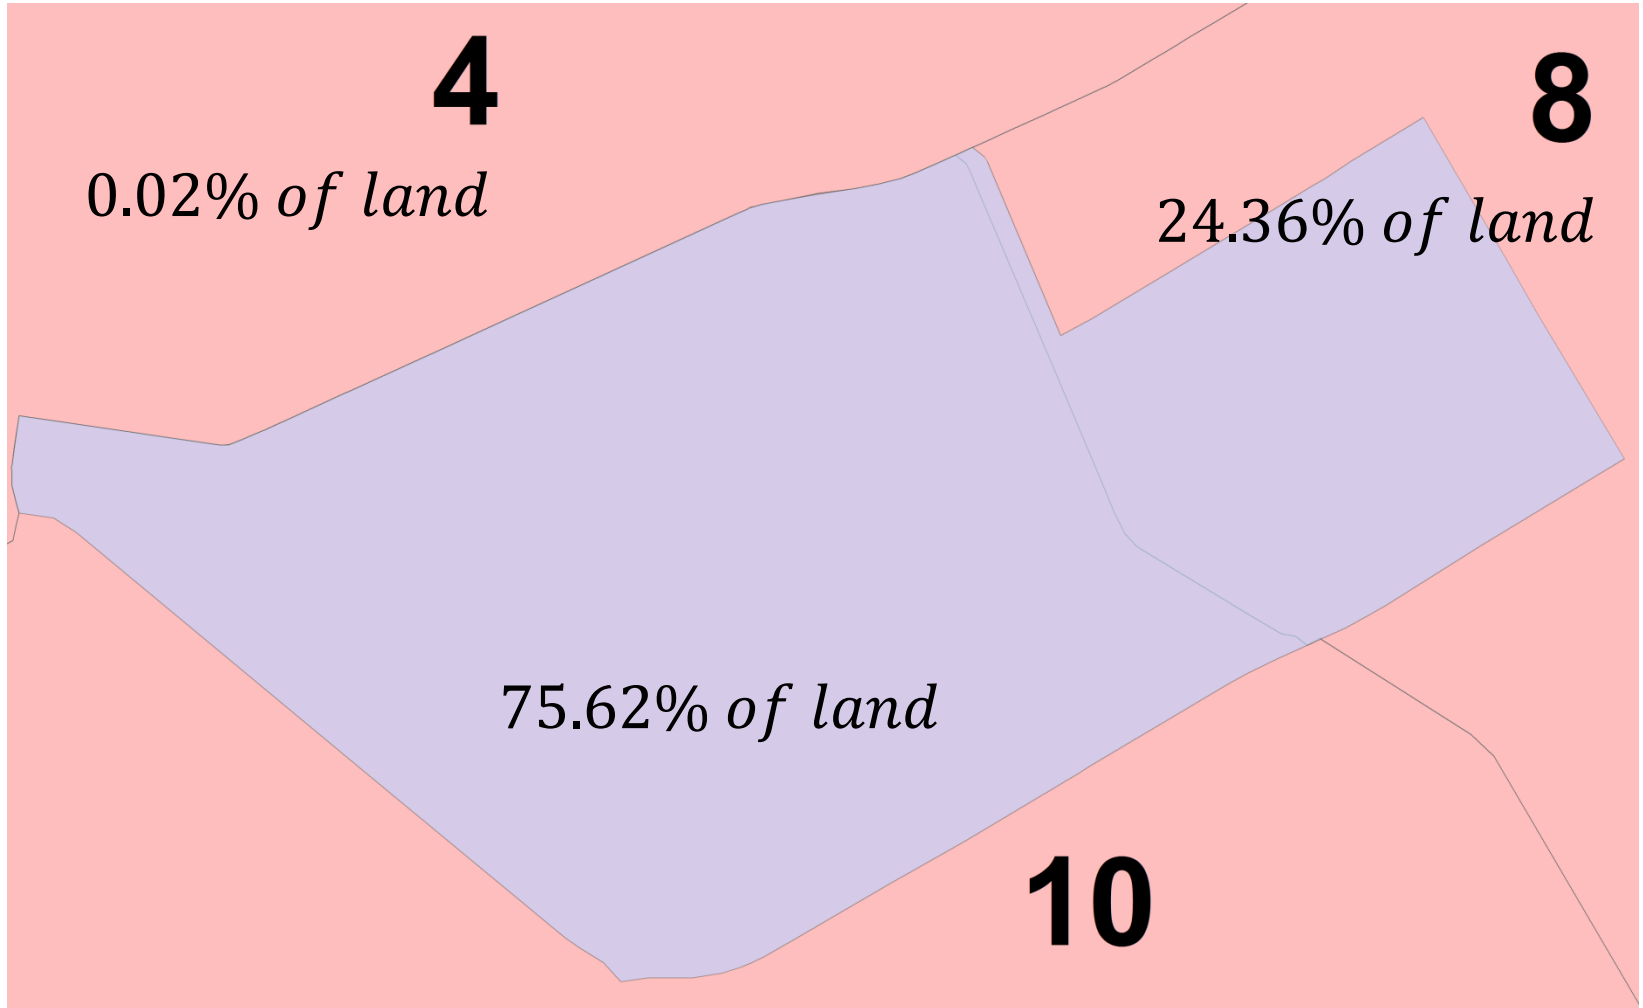 4
8
0.02% of land
24.36% of land
75.62% of land
10